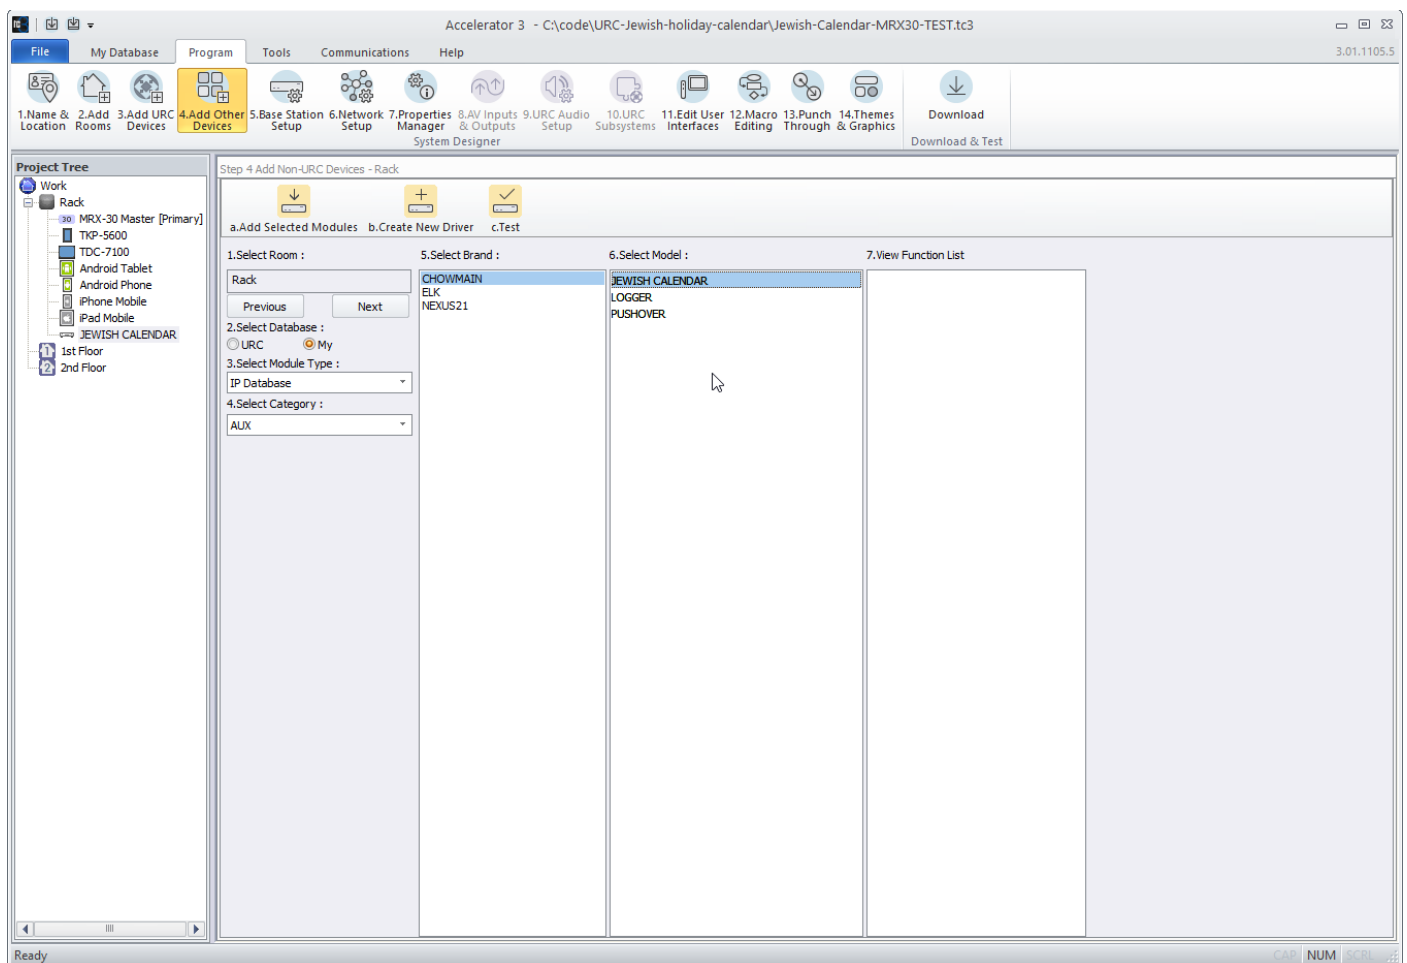 Accelerator 3 - C:\code\URC-Jewish-holiday-calendar\Jewish-Calendar-MRX30-TEST.tc3
File My Database Program Tools Communications Help 3.01.1105.5
1.Name & Location
2.Add Rooms
3.Add URC Devices
4.Add Other Devices
5.Base Station Setup
6.Network Setup
7.Properties Manager
8.AV Inputs & Outputs
9.URC Audio Setup
10.URC Subsystems
11.Edit User Interfaces
12.Macro Editing
13.Punch Through
14.Themes & Graphics
Download
System Designer
Download & Test
Project Tree
Work
Rack
30 MRX-30 Master [Primary]
TKP-5600
TDC-7100
Android Tablet
Android Phone
iPhone Mobile
iPad Mobile
JEWISH CALENDAR
1 1st Floor
2 2nd Floor
Step 4 Add Non-URC Devices - Rack
a.Add Selected Modules b.Create New Driver c.Test
1.Select Room :
Rack
Previous Next
2.Select Database :
URC My
3.Select Module Type :
IP Database
4.Select Category :
AUX
5.Select Brand :
CHOWMAIN
ELK
NEXUS21
6.Select Model :
JEWISH CALENDAR
LOGGER
PUSHOVER
7.View Function List
Ready CAP NUM SCRL